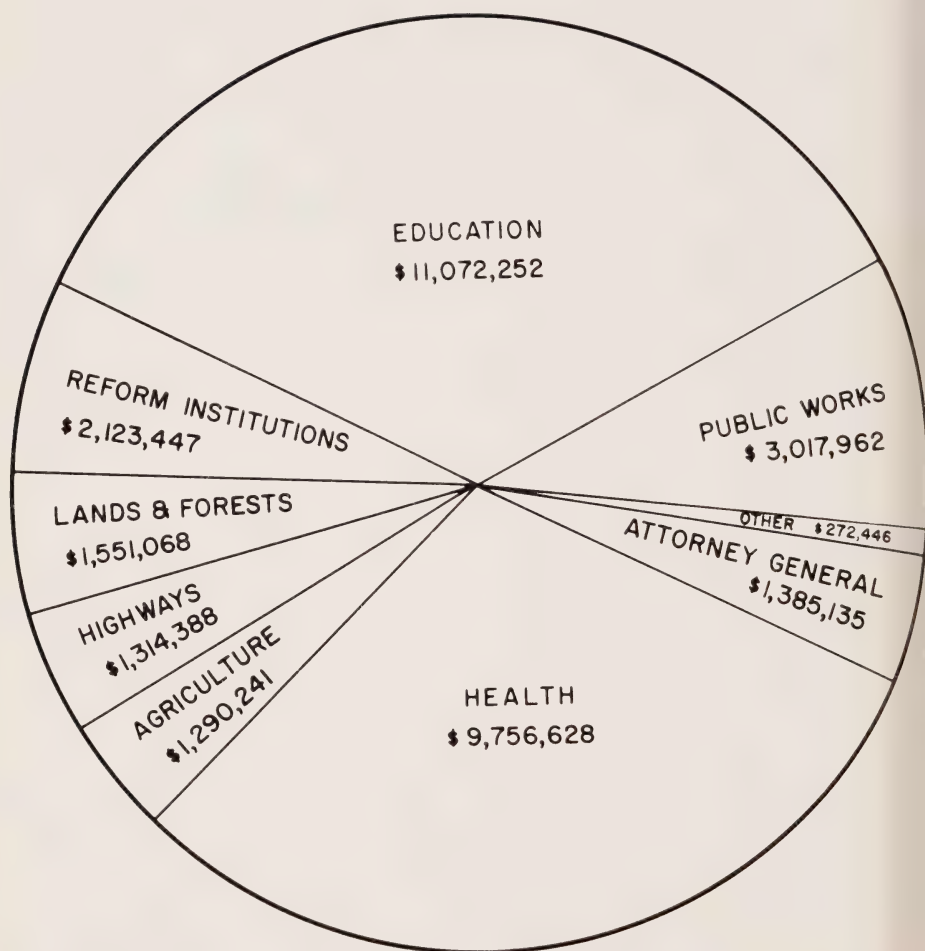 EDUCATION
$11,072,252
REFORM INSTITUTIONS
$2,123,447
PUBLIC WORKS
$3,017,962
LANDS & FORESTS
$1,551,068
OTHER $272,446
ATTORNEY GENERAL
$1,385,135
HIGHWAYS
$1,314,388
AGRICULTURE
$1,290,241
HEALTH
$9,756,628